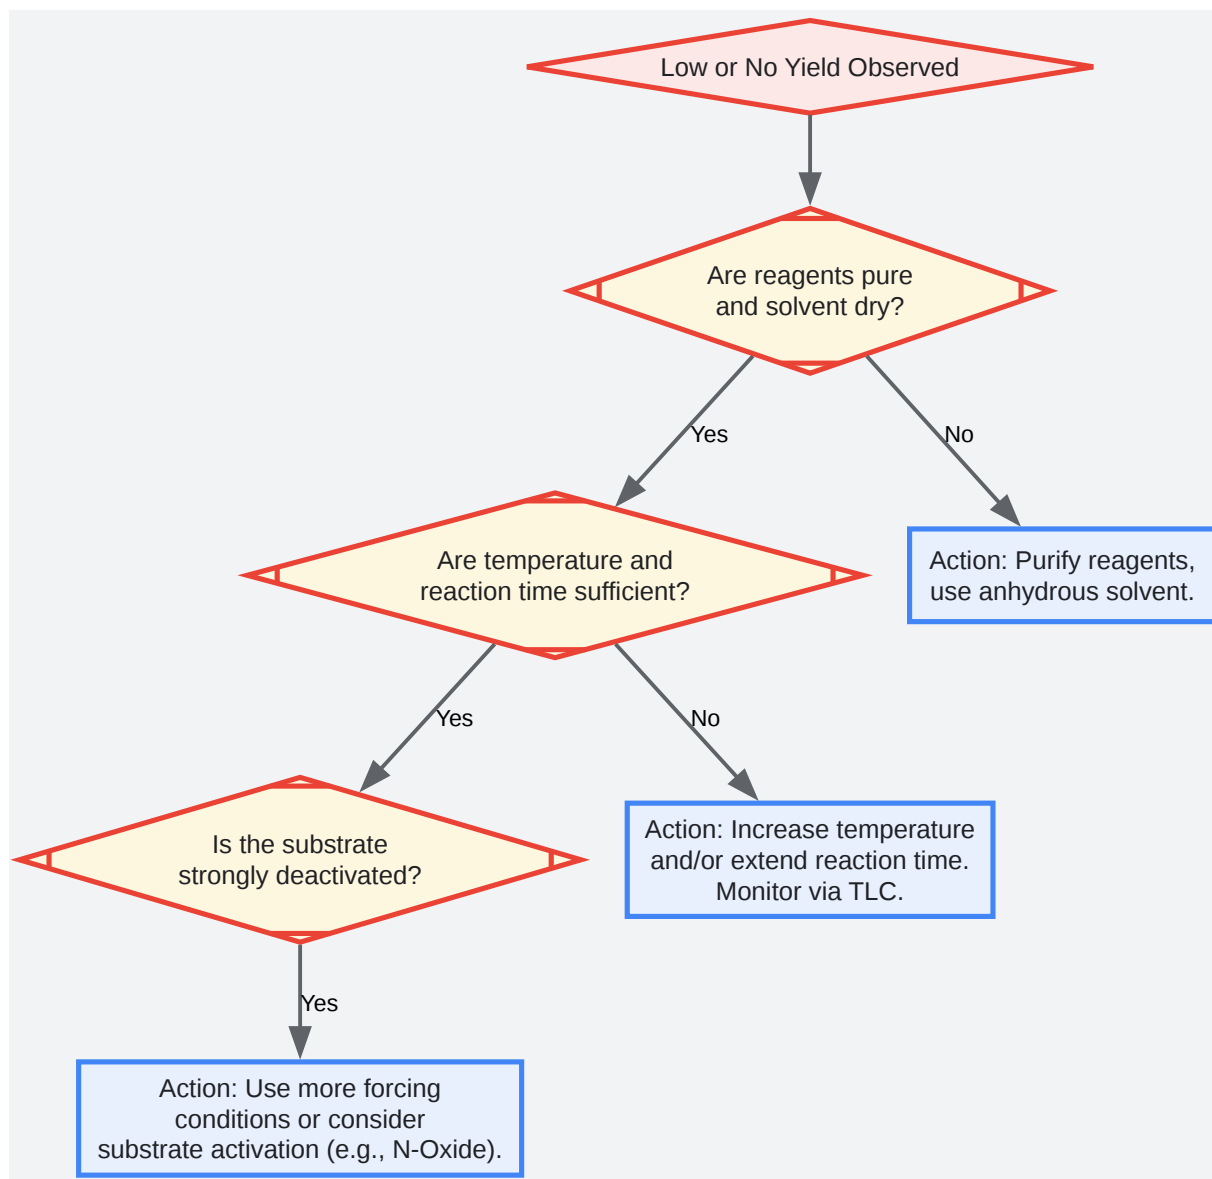 Low or No Yield Observed
Are reagents pure
and solvent dry?
Yes
No
Are temperature and
reaction time sufficient?
Action: Purify reagents,
use anhydrous solvent.
Yes
No
Is the substrate
strongly deactivated?
Action: Increase temperature
and/or extend reaction time.
Monitor via TLC.
Yes
Action: Use more forcing
conditions or consider
substrate activation (e.g., N-Oxide).